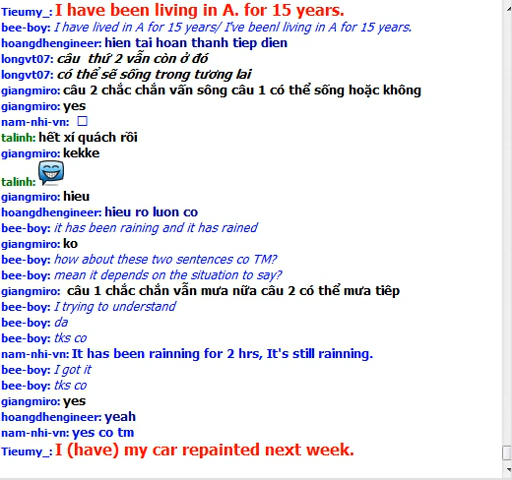 Tieumy_: I have been living in A. for 15 years.
bee-boy: I have lived in A for 15 years/ I've beenl living in A for 15 years.
hoangdhengineer: hien tai hoan thanh tiep dien
longvt07: câu  thứ 2 vẫn còn ở đó
longvt07: có thể sẽ sống trong tương lai
giangmiro: câu 2 chắc chắn vấn sông câu 1 có thể sống hoặc không
giangmiro: yes
nam-nhi-vn: □
talinh: hết xí quách rồi
giangmiro: kekke
talinh:
giangmiro: hieu
hoangdhengineer: hieu ro luon co
bee-boy: it has been raining and it has rained
giangmiro: ko
bee-boy: how about these two sentences co TM?
bee-boy: mean it depends on the situation to say?
giangmiro:  câu 1 chắc chắn vẫn mưa nữa câu 2 có thể mưa tiêp
bee-boy: I trying to understand
bee-boy: da
bee-boy: tks co
nam-nhi-vn: It has been rainning for 2 hrs, It's still rainning.
bee-boy: I got it
bee-boy: tks co
giangmiro: yes
hoangdhengineer: yeah
nam-nhi-vn: yes co tm
Tieumy_: I (have) my car repainted next week.